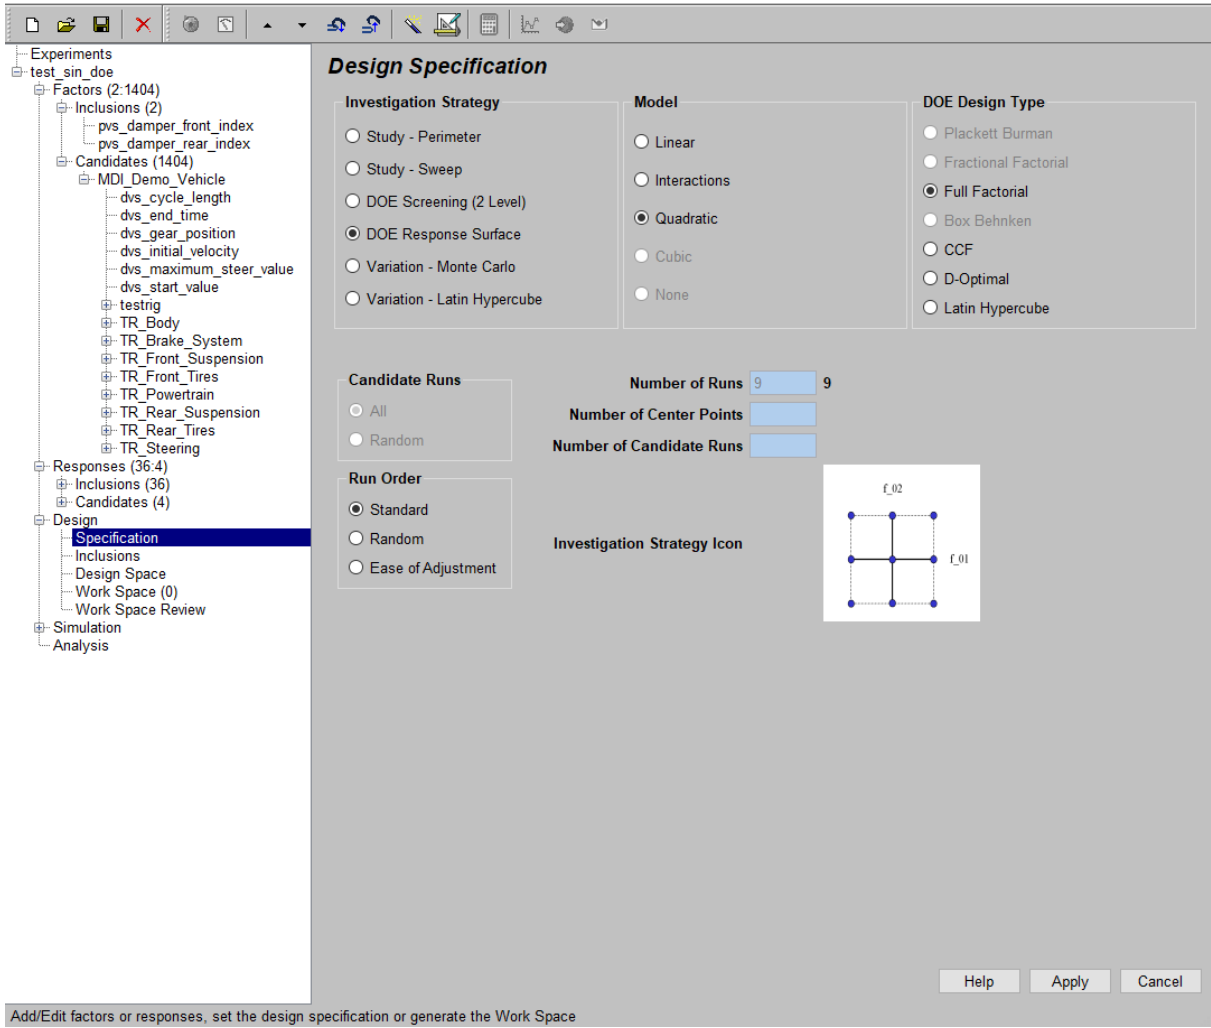 Experiments
test_sin_doe
Factors (2:1404)
Inclusions (2)
pvs_damper_front_index
pvs_damper_rear_index
Candidates (1404)
MDI_Demo_Vehicle
dvs_cycle_length
dvs_end_time
dvs_gear_position
dvs_initial_velocity
dvs_maximum_steer_value
dvs_start_value
testrig
TR_Body
TR_Brake_System
TR_Front_Suspension
TR_Front_Tires
TR_Powertrain
TR_Rear_Suspension
TR_Rear_Tires
TR_Steering
Responses (36:4)
Inclusions (36)
Candidates (4)
Design
Specification
Inclusions
Design Space
Work Space (0)
Work Space Review
Simulation
Analysis
Design Specification
Investigation Strategy
Study - Perimeter
Study - Sweep
DOE Screening (2 Level)
DOE Response Surface
Variation - Monte Carlo
Variation - Latin Hypercube
Model
Linear
Interactions
Quadratic
Cubic
None
DOE Design Type
Plackett Burman
Fractional Factorial
Full Factorial
Box Behnken
CCF
D-Optimal
Latin Hypercube
Candidate Runs
All
Random
Number of Runs 9 9
Number of Center Points
Number of Candidate Runs
Run Order
Standard
Random
Ease of Adjustment
Investigation Strategy Icon
f_02
f_01
Help Apply Cancel
Add/Edit factors or responses, set the design specification or generate the Work Space